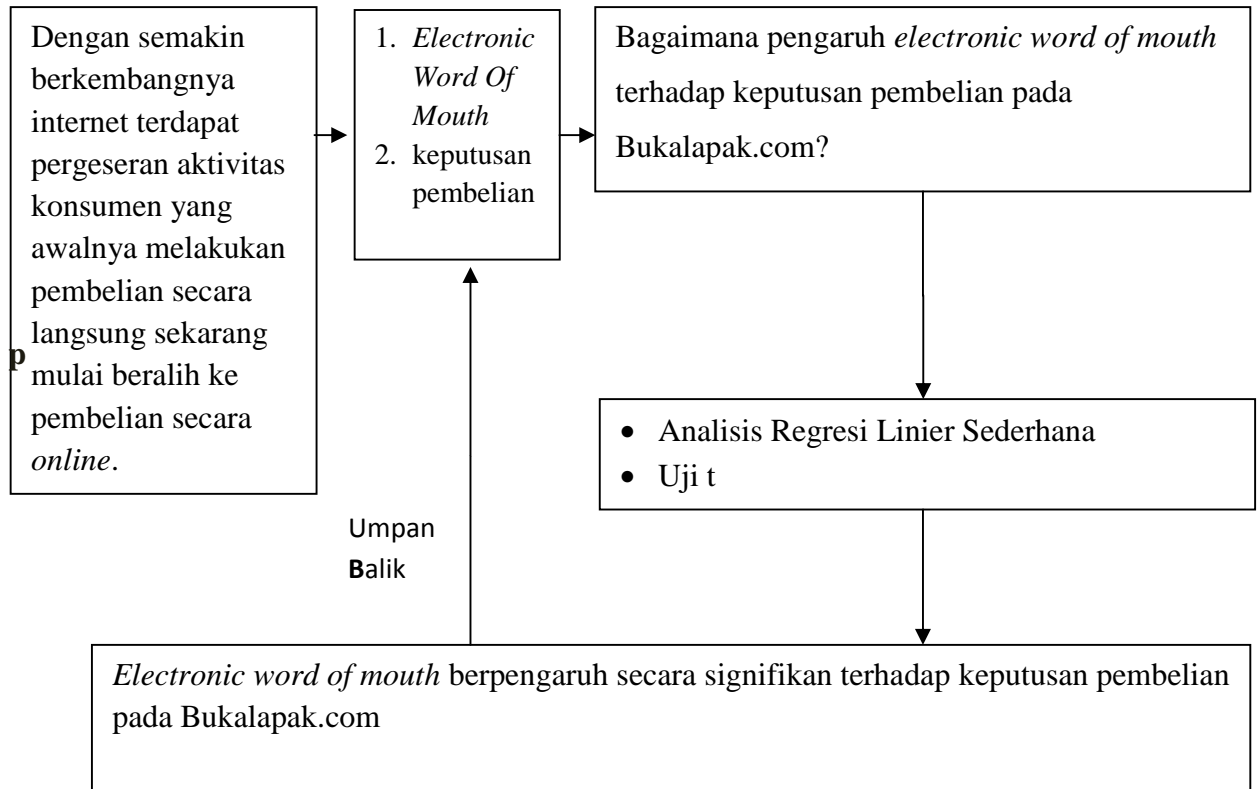 Dengan semakin
berkembangnya
internet terdapat
pergeseran aktivitas
konsumen yang
awalnya melakukan
pembelian secara
langsung sekarang
mulai beralih ke
pembelian secara
online.
p
1. Electronic
Word Of
Mouth
2. keputusan
pembelian
Bagaimana pengaruh electronic word of mouth
terhadap keputusan pembelian pada
Bukalapak.com?
• Analisis Regresi Linier Sederhana
• Uji t
Umpan
Balik
Electronic word of mouth berpengaruh secara signifikan terhadap keputusan pembelian
pada Bukalapak.com